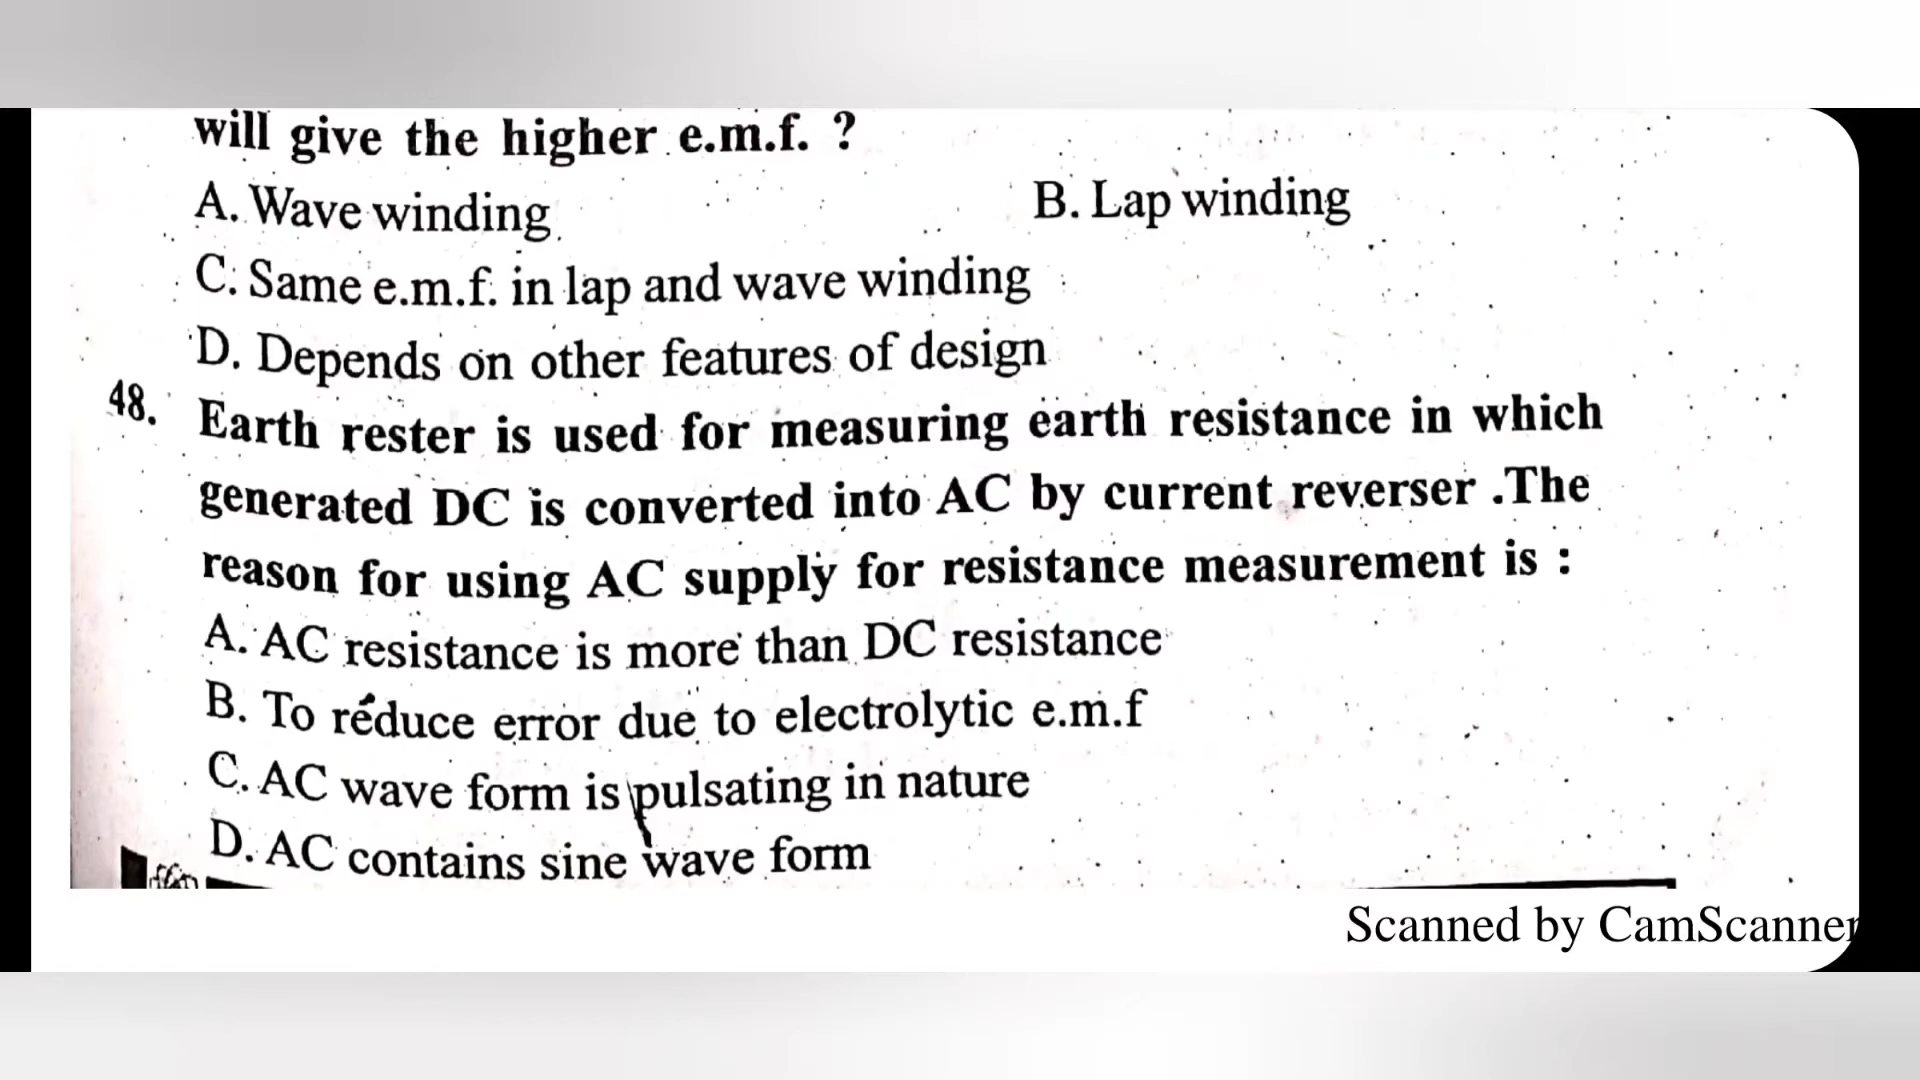 will give the higher e.m.f. ?
A. Wave winding B. Lap winding
C. Same e.m.f. in lap and wave winding
D. Depends on other features of design
48. Earth rester is used for measuring earth resistance in which
generated DC is converted into AC by current reverser .The
reason for using AC supply for resistance measurement is :
A. AC resistance is more than DC resistance
B. To reduce error due to electrolytic e.m.f
C. AC wave form is pulsating in nature
D. AC contains sine wave form
Scanned by CamScanner